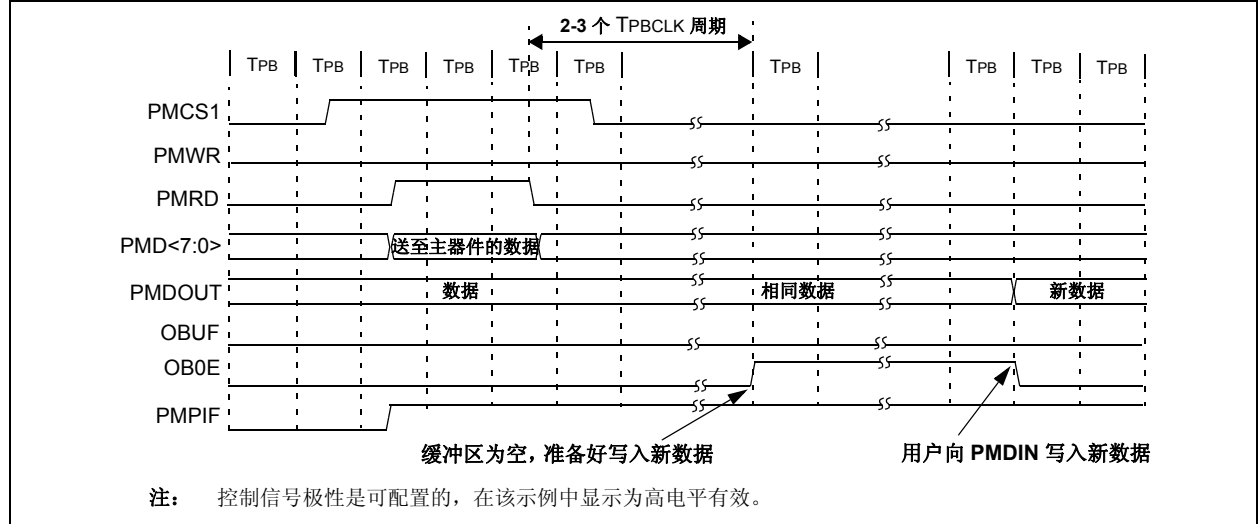 2-3 个 TPBCLK 周期
TPB TPB TPB TPB TPB TPB TPB TPB TPB TPB
PMCS1
PMWR
PMRD
PMD<7:0> 送至主器件的数据
PMDOUT 数据 相同数据 新数据
OBUF
OB0E
PMPIF
缓冲区为空，准备好写入新数据 用户向 PMDIN 写入新数据
注： 控制信号极性是可配置的，在该示例中显示为高电平有效。